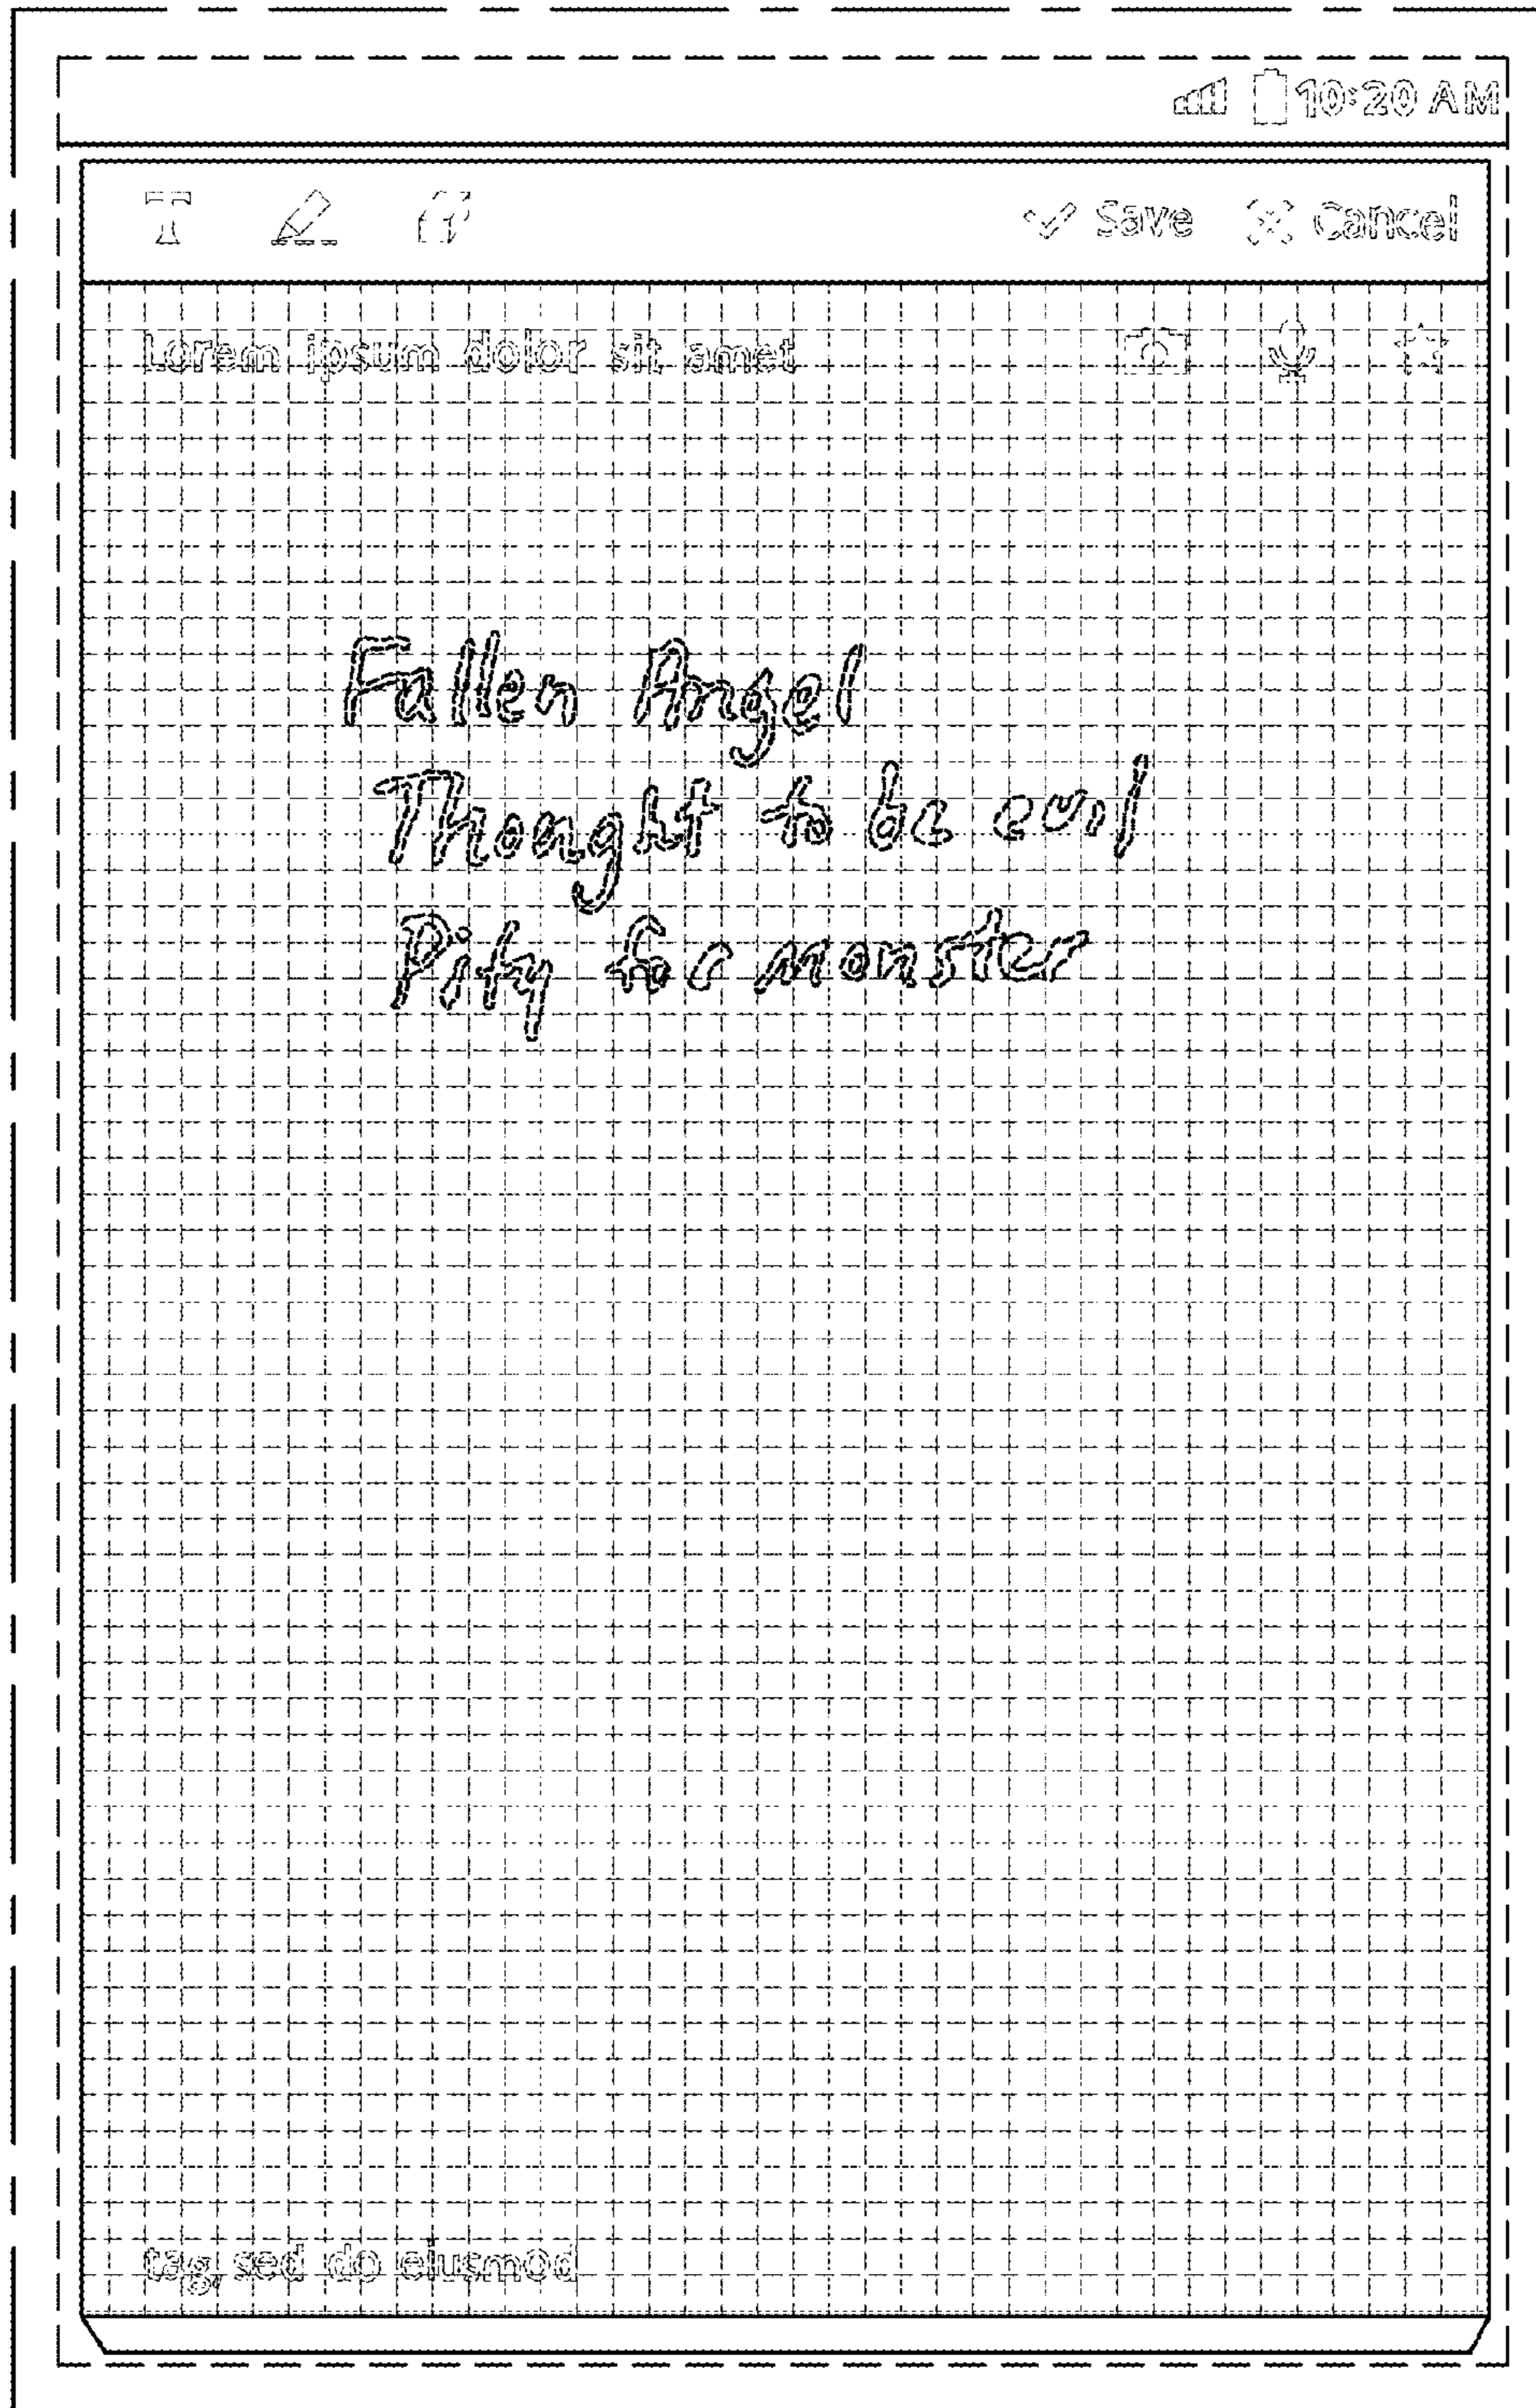 10:20 AM
T Save Cancel
Lorem ipsum dolor sit amet
Fallen Angel
Thought to be evil
Pity for monster
tag, sed do eiusmod